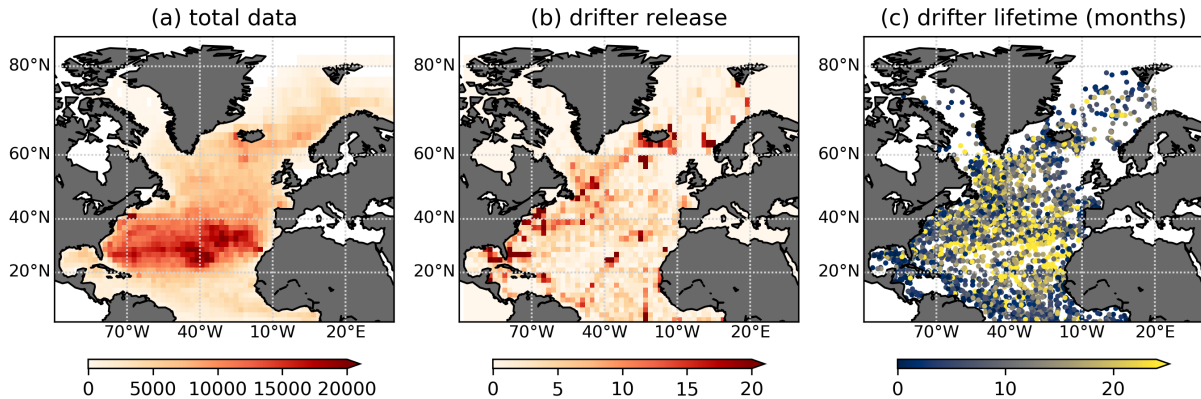 (a) total data (b) drifter release (c) drifter lifetime (months)
80°N 80°N 80°N
60°N 60°N 60°N
40°N 40°N 40°N
20°N 20°N 20°N
70°W 40°W 10°W 20°E 70°W 40°W 10°W 20°E 70°W 40°W 10°W 20°E
0 5000 10000 15000 20000 0 5 10 15 20 0 10 20